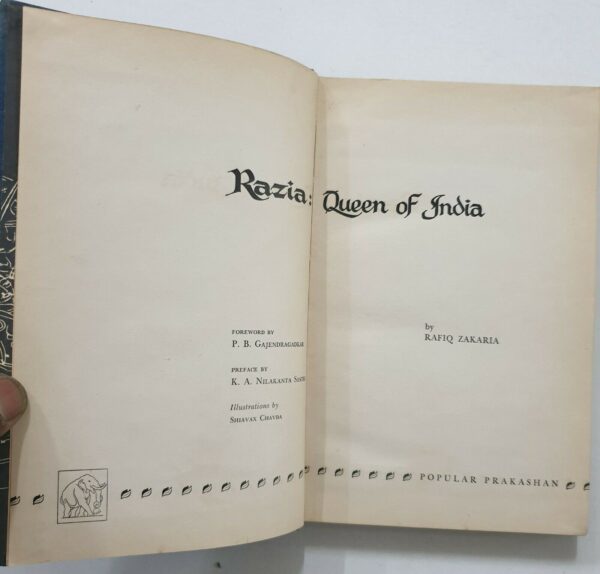 Razia: Queen of India
by
RAFIQ ZAKARIA
FOREWORD BY
P. B. GAJENDRAGADKAR
PREFACE BY
K. A. NILAKANTA
Illustrations by
SHIAVAX CHAVDA
POPULAR PRAKASHAN